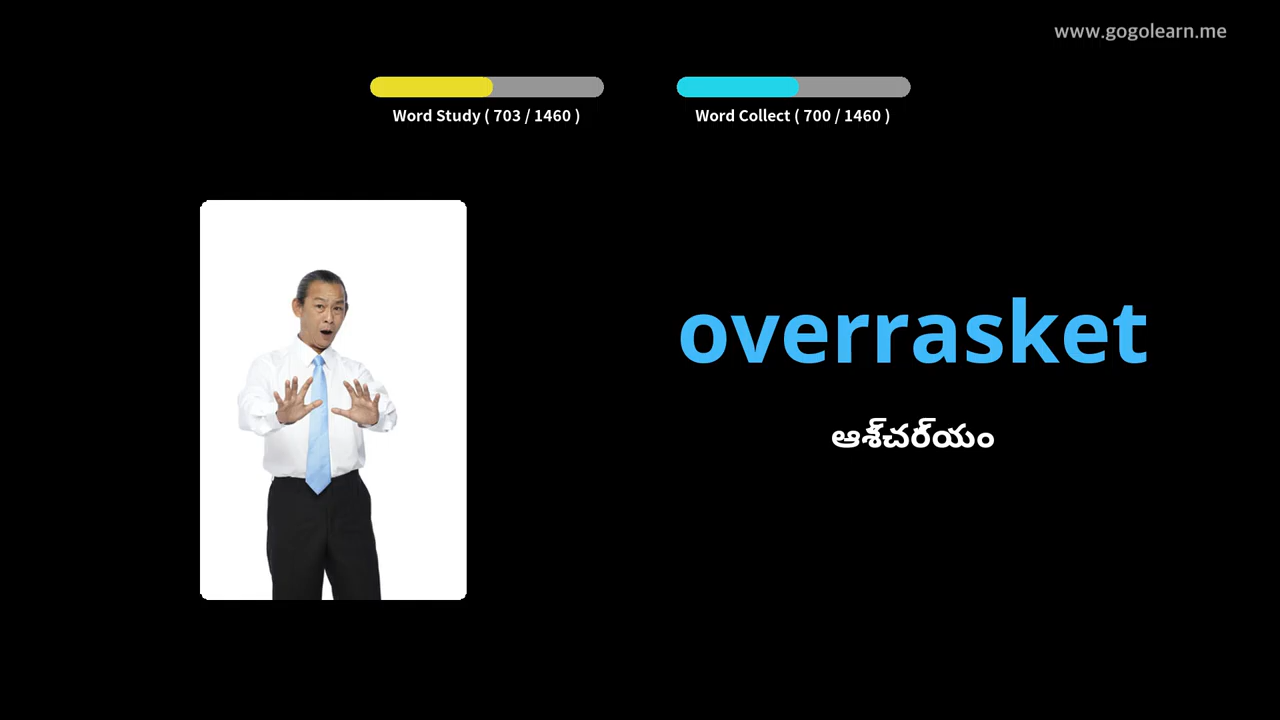 www.gogolearn.me
Word Study ( 703 / 1460 )
Word Collect ( 700 / 1460 )
overrasket
ఆశ్చర్యం